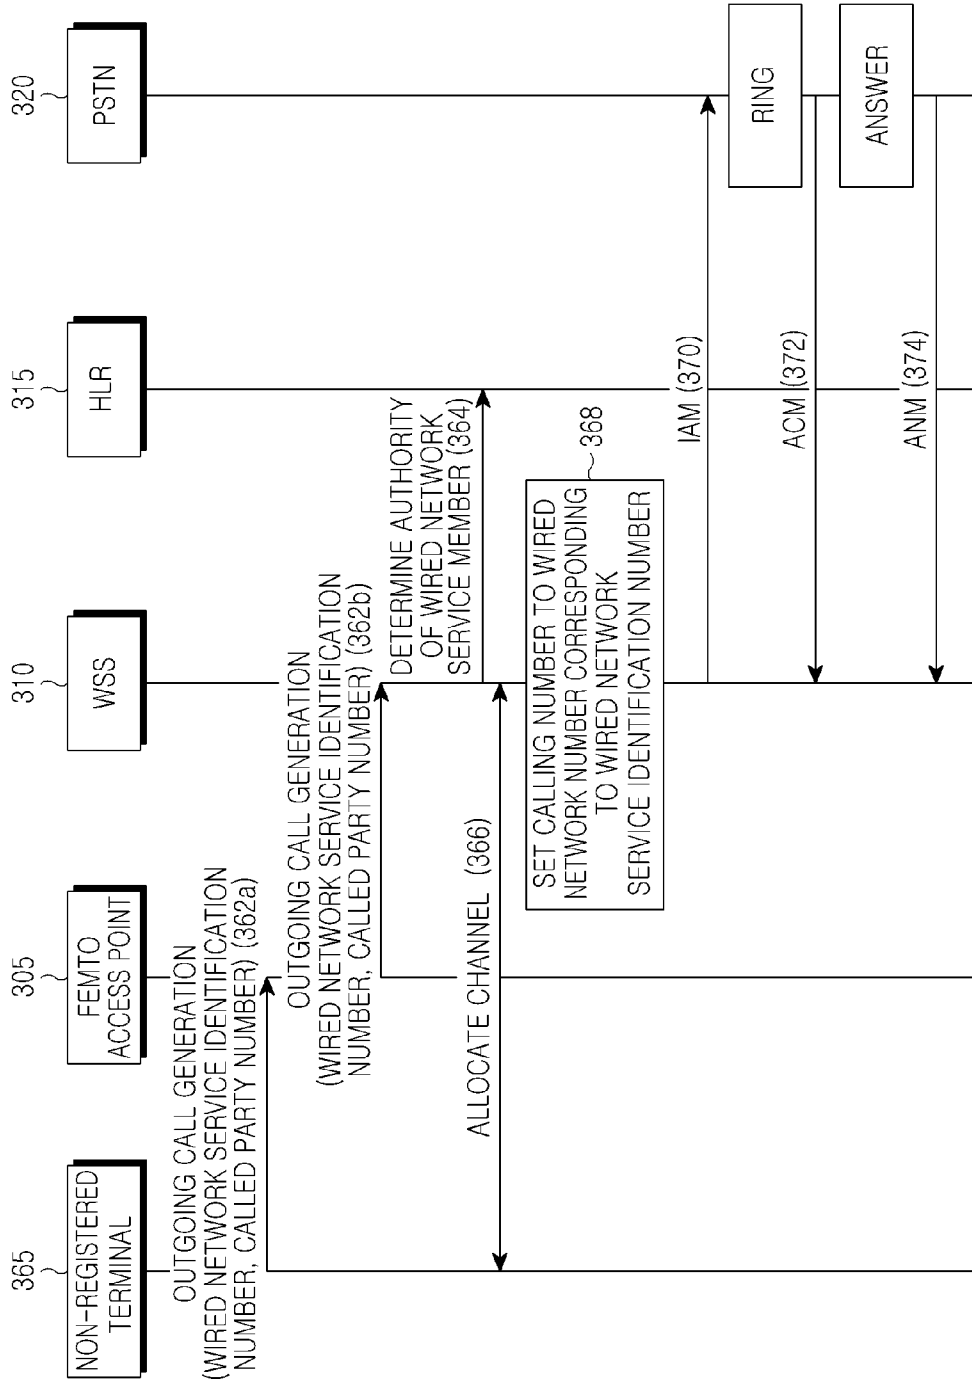 365
NON-REGISTERED
TERMINAL
305
FEMTO
ACCESS POINT
310
WSS
315
HLR
320
PSTN
OUTGOING CALL GENERATION
(WIRED NETWORK SERVICE IDENTIFICATION
NUMBER, CALLED PARTY NUMBER) (362a)
OUTGOING CALL GENERATION
(WIRED NETWORK SERVICE IDENTIFICATION
NUMBER, CALLED PARTY NUMBER) (362b)
DETERMINE AUTHORITY
OF WIRED NETWORK
SERVICE MEMBER (364)
ALLOCATE CHANNEL (366)
SET CALLING NUMBER TO WIRED
NETWORK NUMBER CORRESPONDING
TO WIRED NETWORK
SERVICE IDENTIFICATION NUMBER
368
IAM (370)
RING
ACM (372)
ANSWER
ANM (374)